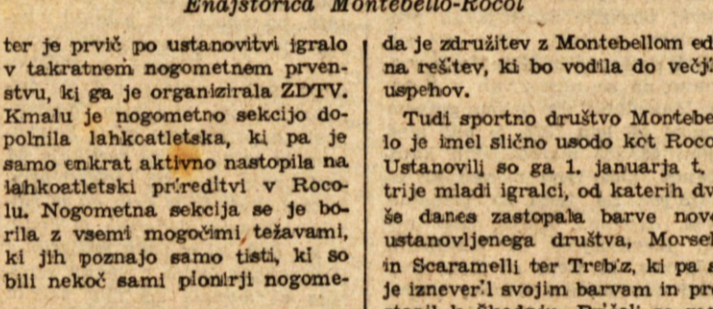 Enajstorica Montebello-Rocol
ter je prvič po ustanovitvi igralo
v takratnem nogometnem prven-
stvu, ki ga je organizirala ZDTV.
Kmalu je nogometno sekcijo do-
polnila lahkoatletska, ki pa je
samo enkrat aktivno nastopila na
lahkoatletski prireditvi v Roco-
lu. Nogometna sekcija se je bo-
rila z vsemi mogočimi težavami,
ki jih poznajo samo tisti, ki so
bili nekoč sami pionirji nogome-
da je združitev z Montebellom ed
na rešitev, ki bo vodila do večj
uspehov.
Tudi sportno društvo Montebe
lo je imel slično usodo kot Roco
Ustanovili so ga 1. januarja t.
trije mladi igralci, od katerih dv
še danes zastopala barve nov
ustanovljenega društva, Morsel
in Scaramelli ter Trebiz, ki pa s
je izneveril svojim barvam in pr